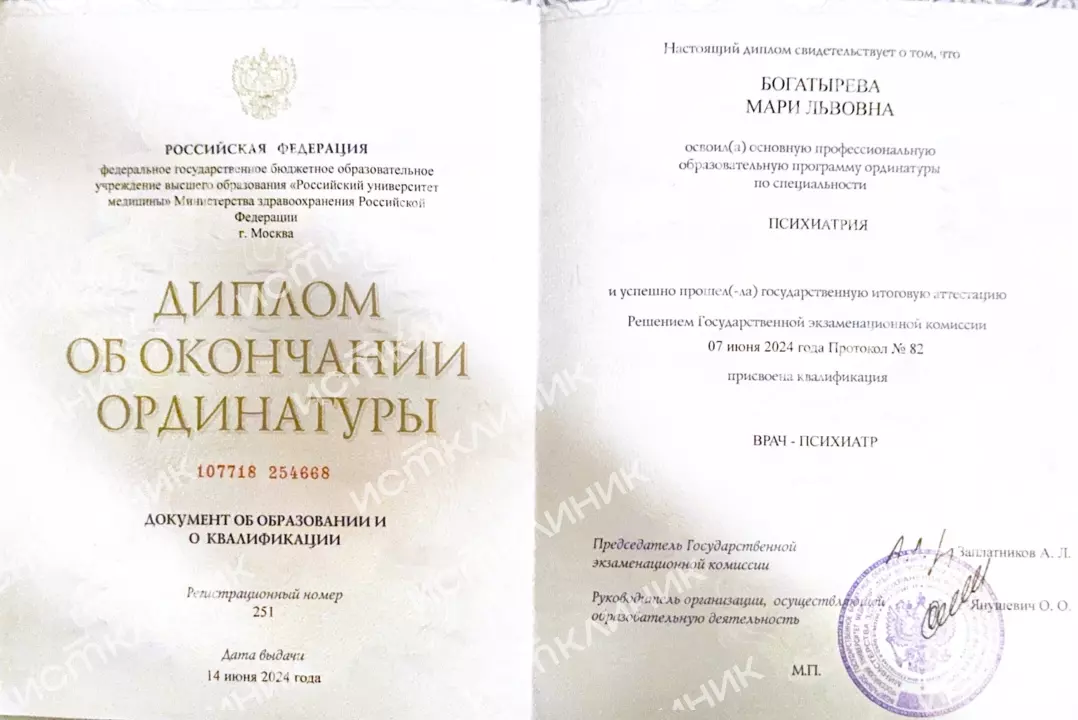 РОССИЙСКАЯ ФЕДЕРАЦИЯ
федеральное государственное бюджетное образовательное
учреждение высшего образования «Российский университет
медицины» Министерства здравоохранения Российской
Федерации
г. Москва
ДИПЛОМ
ОБ ОКОНЧАНИИ
ОРДИНАТУРЫ
107718 254668
ДОКУМЕНТ ОБ ОБРАЗОВАНИИ И
О КВАЛИФИКАЦИИ
Регистрационный номер
251
Дата выдачи
14 июня 2024 года
Настоящий диплом свидетельствует о том, что
БОГАТЫРЕВА
МАРИ ЛЬВОВНА
освоил(а) основную профессиональную
образовательную программу ординатуры
по специальности
ПСИХИАТРИЯ
и успешно прошел(-ла) государственную итоговую аттестацию
Решением Государственной экзаменационной комиссии
07 июня 2024 года Протокол № 82
присвоена квалификация
ВРАЧ - ПСИХИАТР
Председатель Государственной
экзаменационной комиссии
Заплатников А. Л.
Руководитель организации, осуществляющей
образовательную деятельность
Янушевич О. О.
М.П.
ИСТКЛИНИК